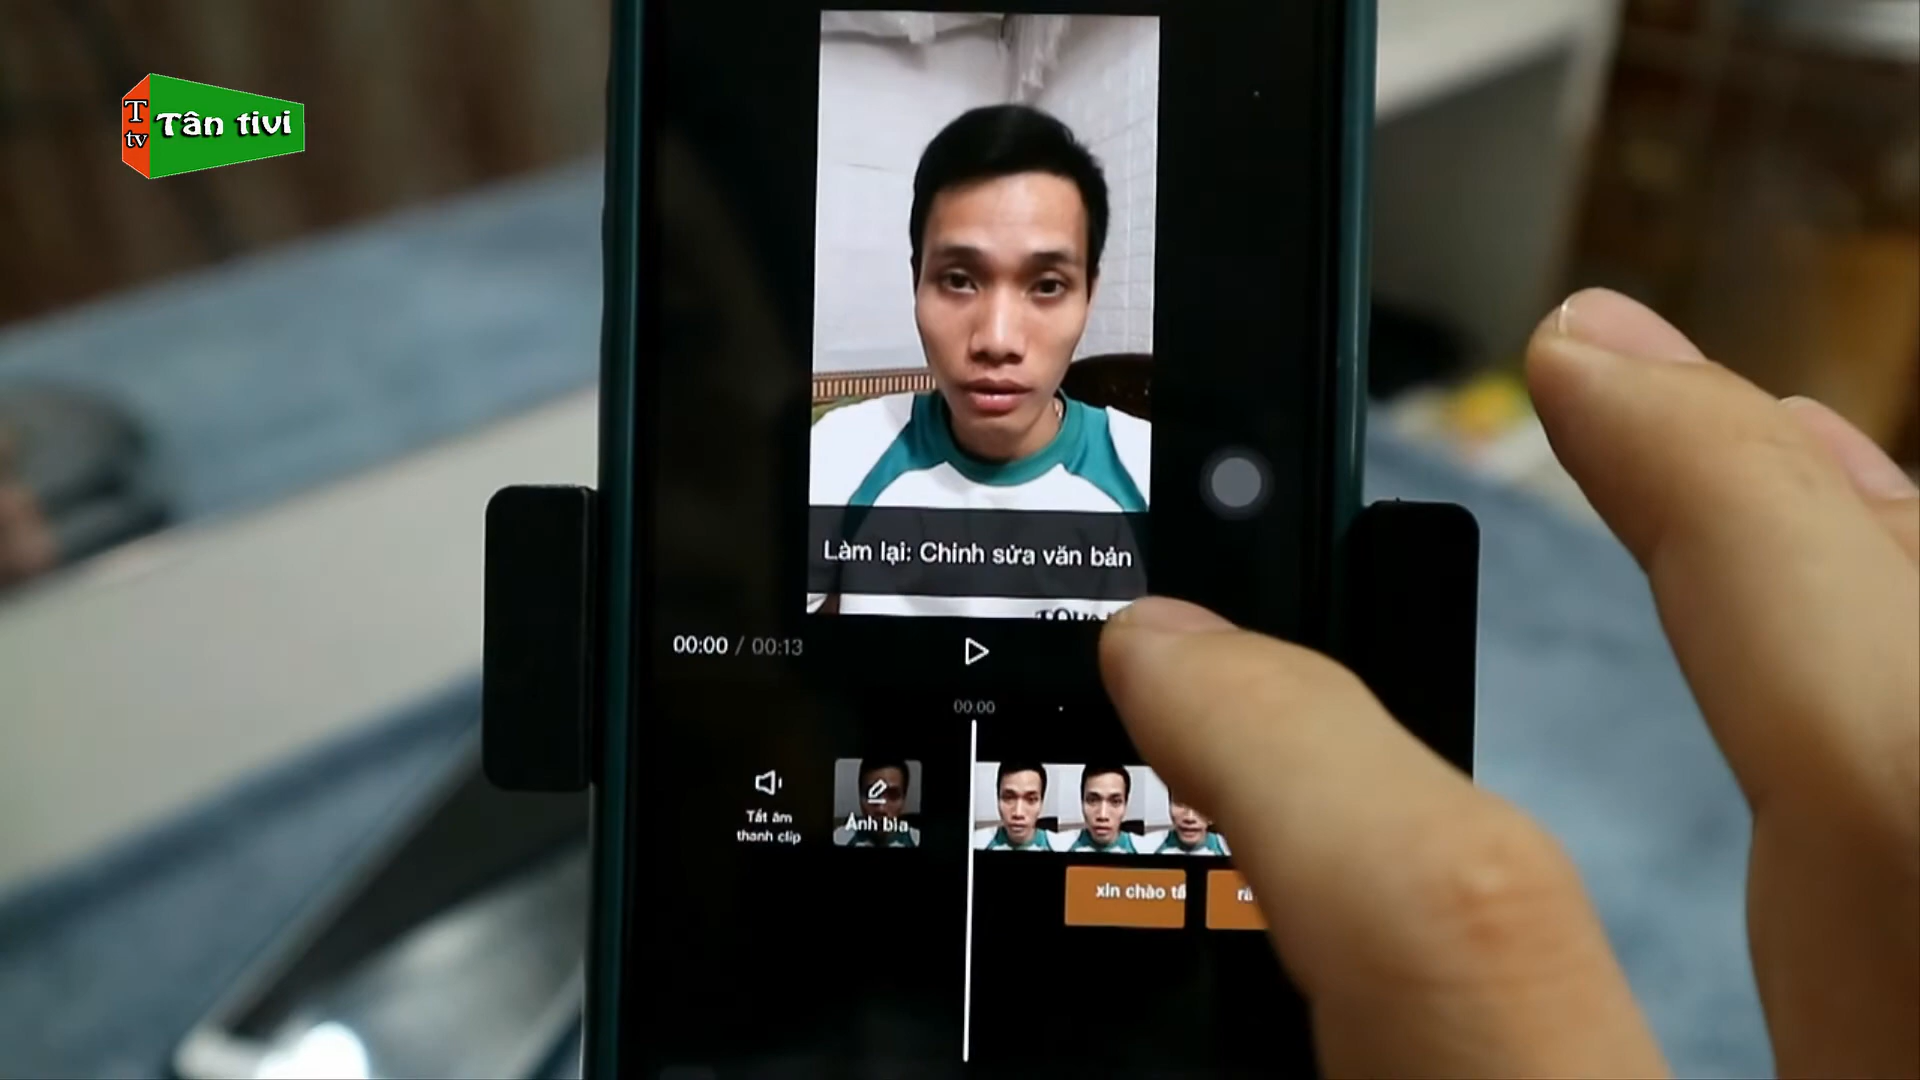 T
tv
Tân tivi
Làm lại: Chỉnh sửa văn bản
00:00 / 00:13
00:00
Tắt âm
thanh clip
Ảnh bìa
xin chào tấ